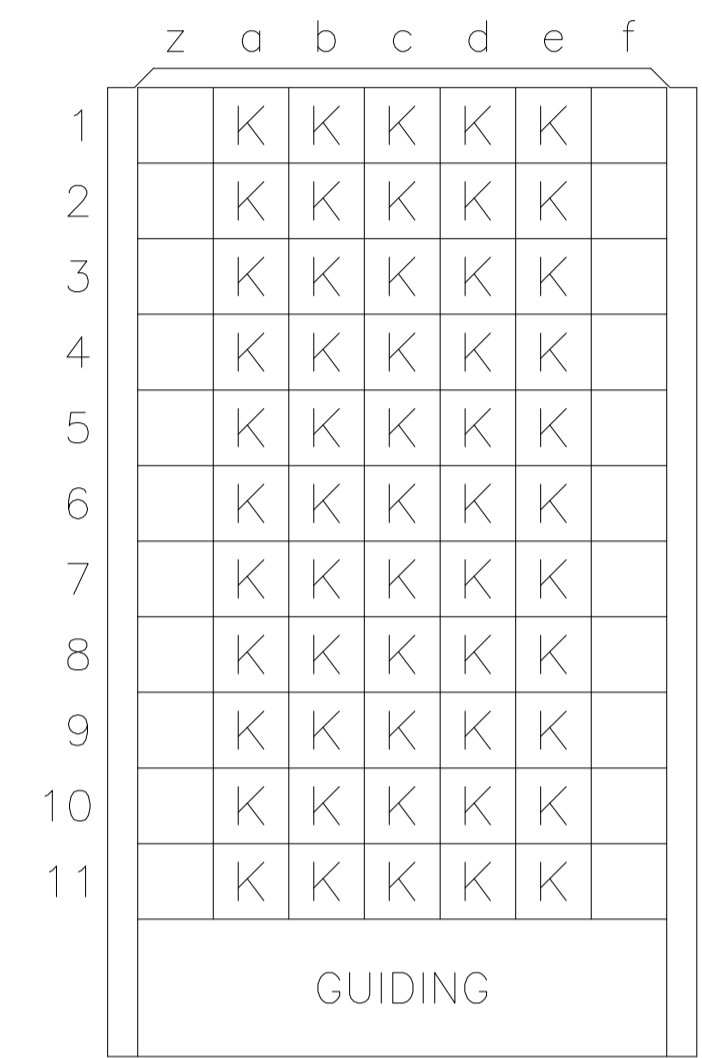 z a b c d e f
1 K K K K K
2 K K K K K
3 K K K K K
4 K K K K K
5 K K K K K
6 K K K K K
7 K K K K K
8 K K K K K
9 K K K K K
10 K K K K K
11 K K K K K
GUIDING